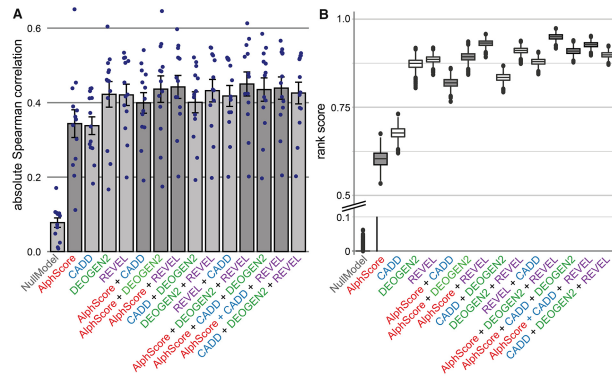 A
absolute Spearman correlation
0.6
0.4
0.2
0.0
NullModel
AlphScore
CADD
DEOGEN2
REVEL
AlphScore + CADD
AlphScore + DEOGEN2
AlphScore + REVEL
CADD + DEOGEN2
DEOGEN2 + REVEL
REVEL + CADD
AlphScore + DEOGEN2 + REVEL
AlphScore + CADD + DEOGEN2
AlphScore + CADD + REVEL
CADD + DEOGEN2 + REVEL
B
rank score
1.0
0.75
0.5
0.1
0
NullModel
AlphScore
CADD
DEOGEN2
REVEL
AlphScore + CADD
AlphScore + DEOGEN2
AlphScore + REVEL
CADD + DEOGEN2
DEOGEN2 + REVEL
REVEL + CADD
AlphScore + DEOGEN2 + REVEL
AlphScore + CADD + DEOGEN2
AlphScore + CADD + REVEL
CADD + DEOGEN2 + REVEL